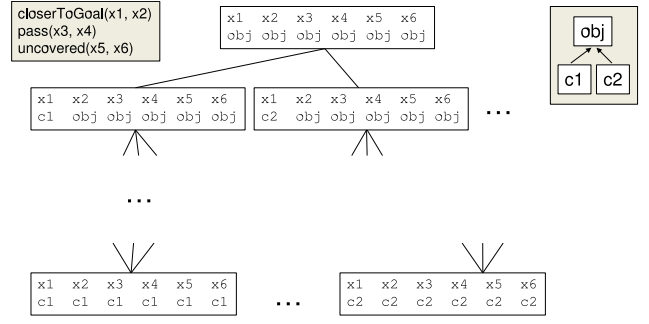 closerToGoal(x1, x2)
pass(x3, x4)
uncovered(x5, x6)
x1 x2 x3 x4 x5 x6
obj obj obj obj obj obj
obj
c1 c2
x1 x2 x3 x4 x5 x6
c1 obj obj obj obj obj
x1 x2 x3 x4 x5 x6
c2 obj obj obj obj obj
...
...
x1 x2 x3 x4 x5 x6
c1 c1 c1 c1 c1 c1
...
x1 x2 x3 x4 x5 x6
c2 c2 c2 c2 c2 c2